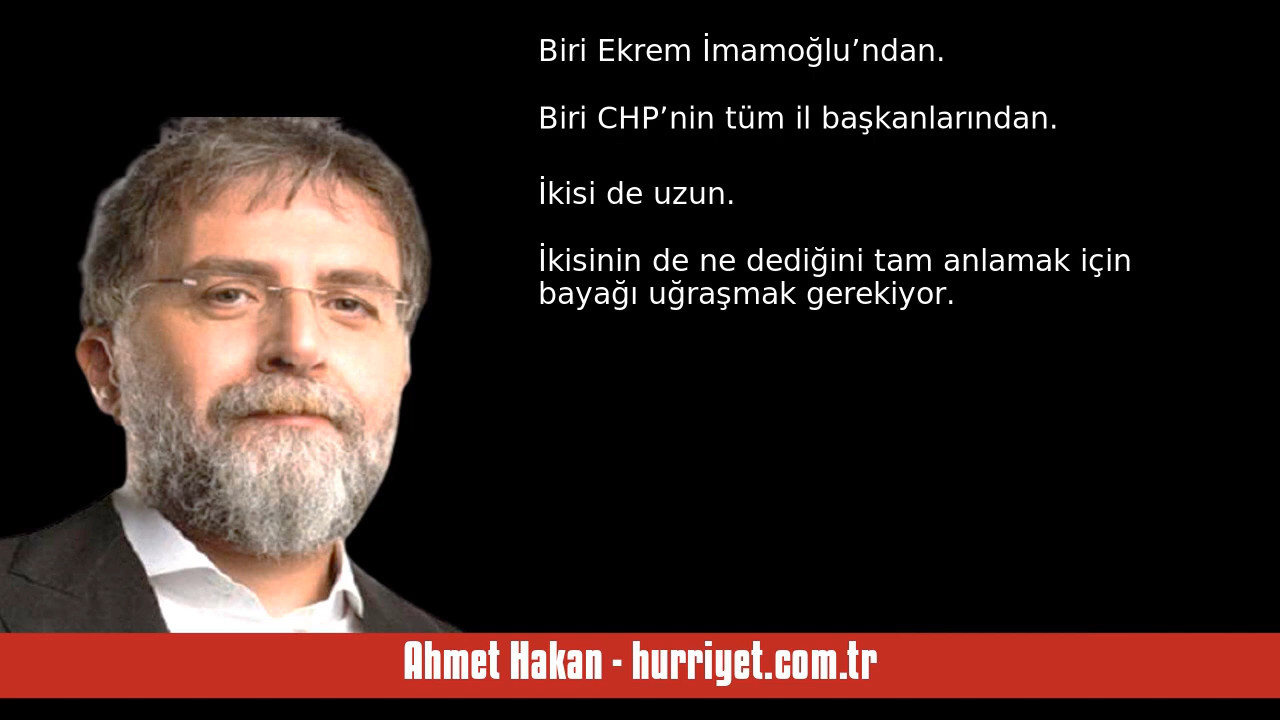 Biri Ekrem İmamoğlu’ndan.
Biri CHP’nin tüm il başkanlarından.
İkisi de uzun.
İkisinin de ne dediğini tam anlamak için
bayağı uğraşmak gerekiyor.
Ahmet Hakan - hurriyet.com.tr